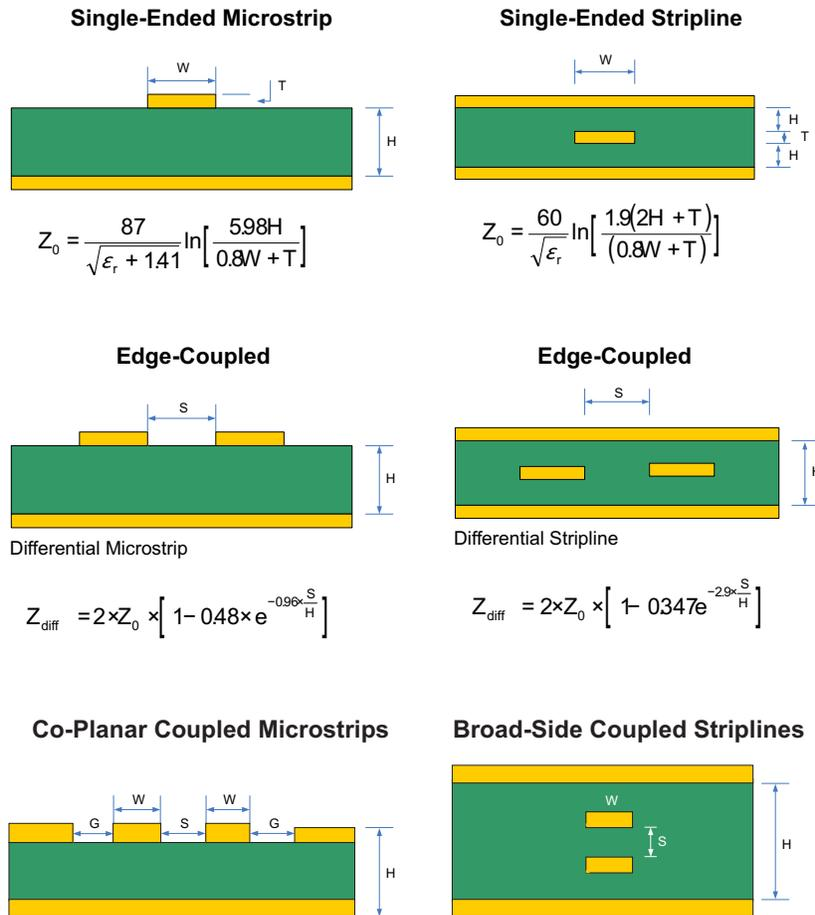 Single-Ended Microstrip
W
T
H
Z₀ = 87 / √(εᵣ + 1.41) ln[ 5.98H / 0.8W + T ]
Single-Ended Stripline
W
H
T
H
Z₀ = 60 / √εᵣ ln[ 1.9(2H + T) / (0.8W + T) ]
Edge-Coupled
S
H
Differential Microstrip
Z_diff = 2×Z₀ ×[ 1− 0.48× e^(−0.96× S/H) ]
Edge-Coupled
S
Differential Stripline
Z_diff = 2×Z₀ ×[ 1− 0.347e^(−2.9× S/H) ]
Co-Planar Coupled Microstrips
W W
G S G
H
Broad-Side Coupled Striplines
W
S
H